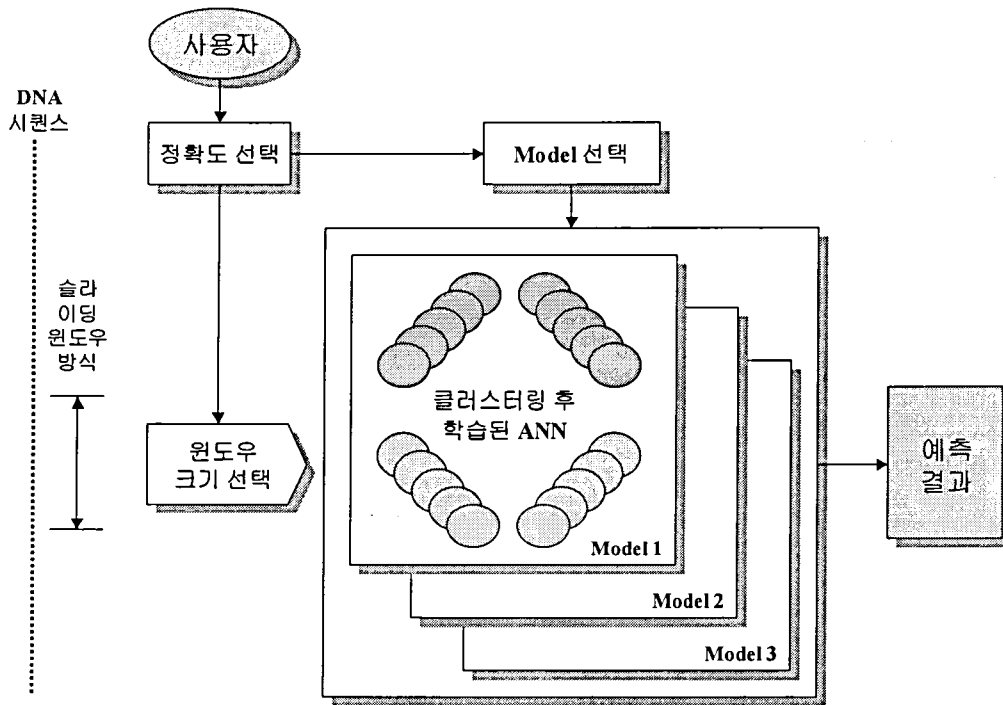 사용자
DNA
시퀀스
정확도 선택
Model 선택
슬라
이딩
윈도우
방식
클러스터링 후
학습된 ANN
윈도우
크기 선택
예측
결과
Model 1
Model 2
Model 3